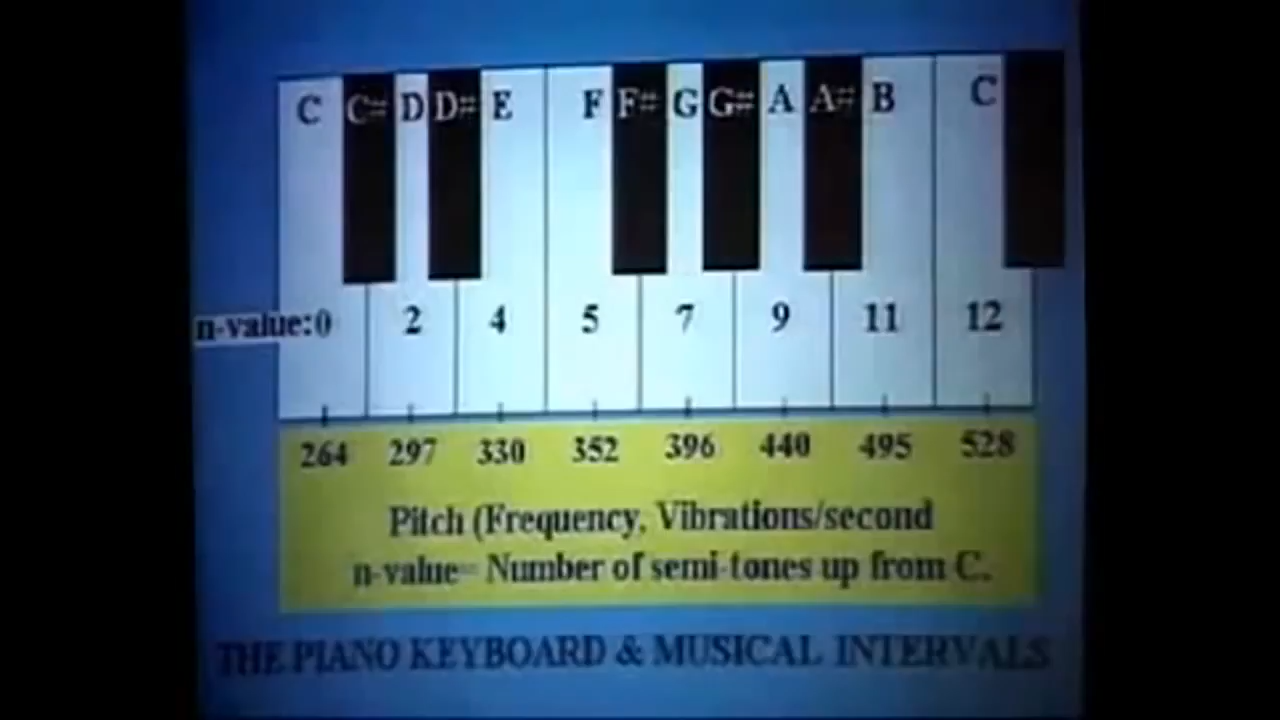 C C# D D# E F F# G G# A A# B C
n-value:0 2 4 5 7 9 11 12
264 297 330 352 396 440 495 528
Pitch (Frequency, Vibrations/second
n-value= Number of semi-tones up from C.
THE PIANO KEYBOARD & MUSICAL INTERVALS